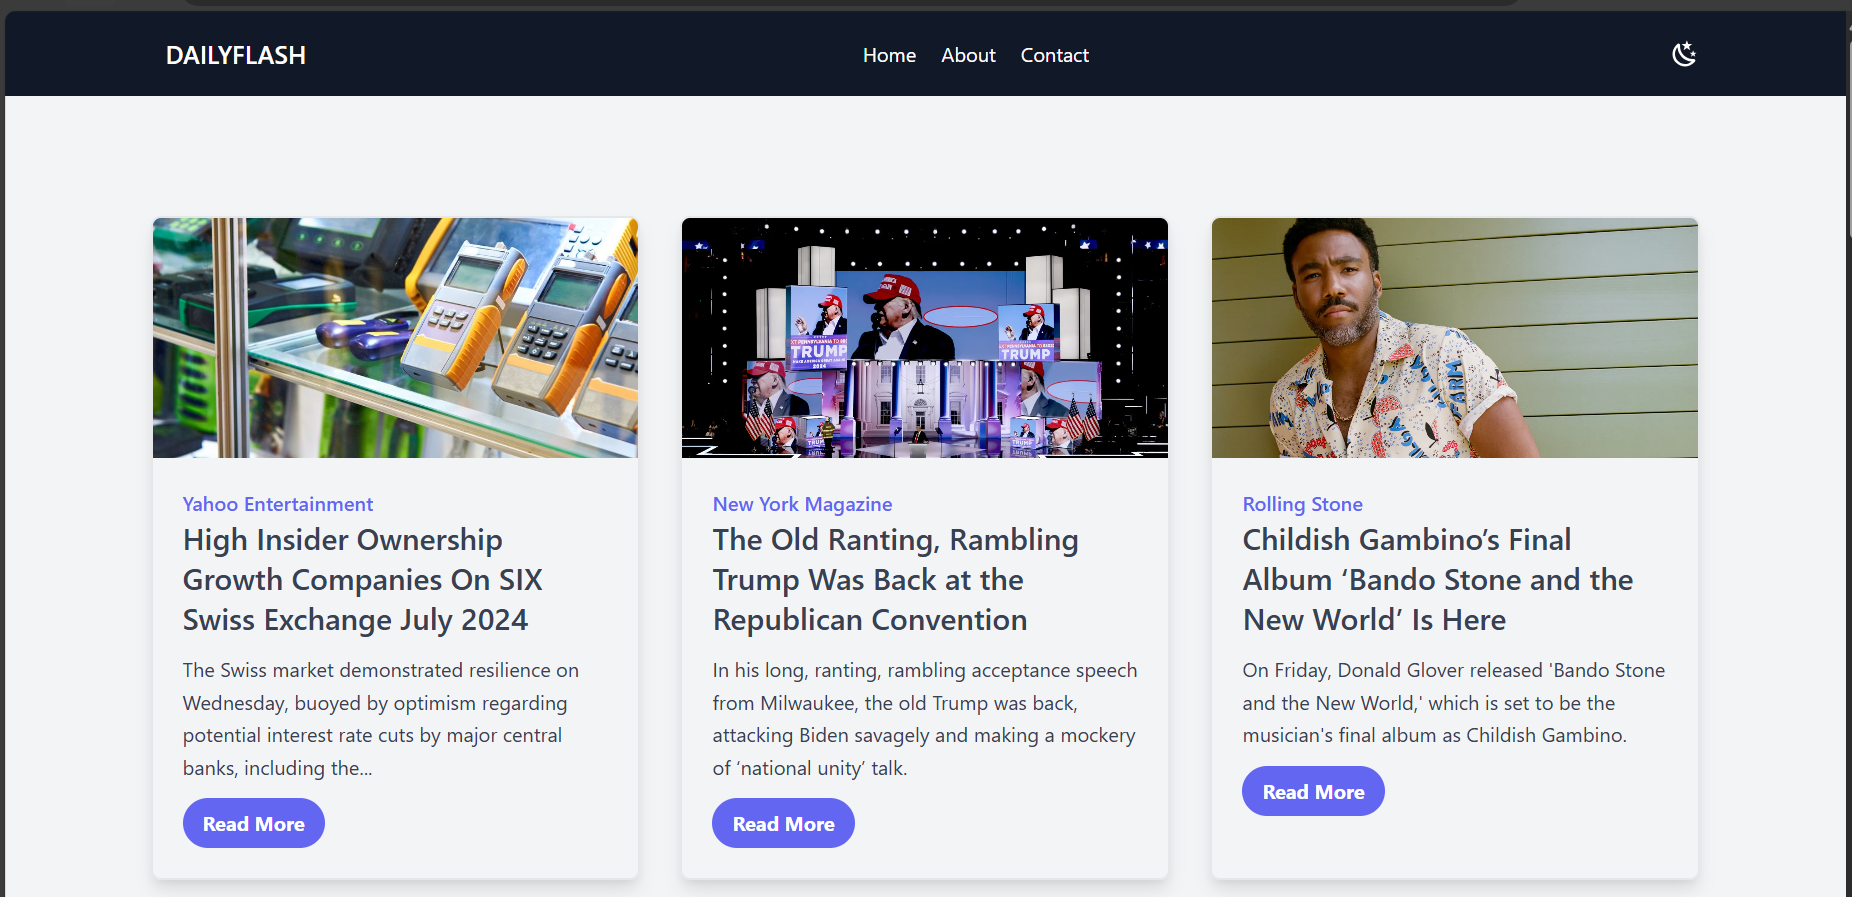 DAILYFLASH
Home About Contact
TRUMP
TRUMP
Yahoo Entertainment
High Insider Ownership
Growth Companies On SIX
Swiss Exchange July 2024
The Swiss market demonstrated resilience on
Wednesday, buoyed by optimism regarding
potential interest rate cuts by major central
banks, including the...
Read More
New York Magazine
The Old Ranting, Rambling
Trump Was Back at the
Republican Convention
In his long, ranting, rambling acceptance speech
from Milwaukee, the old Trump was back,
attacking Biden savagely and making a mockery
of ‘national unity’ talk.
Read More
Rolling Stone
Childish Gambino’s Final
Album ‘Bando Stone and the
New World’ Is Here
On Friday, Donald Glover released 'Bando Stone
and the New World,' which is set to be the
musician's final album as Childish Gambino.
Read More